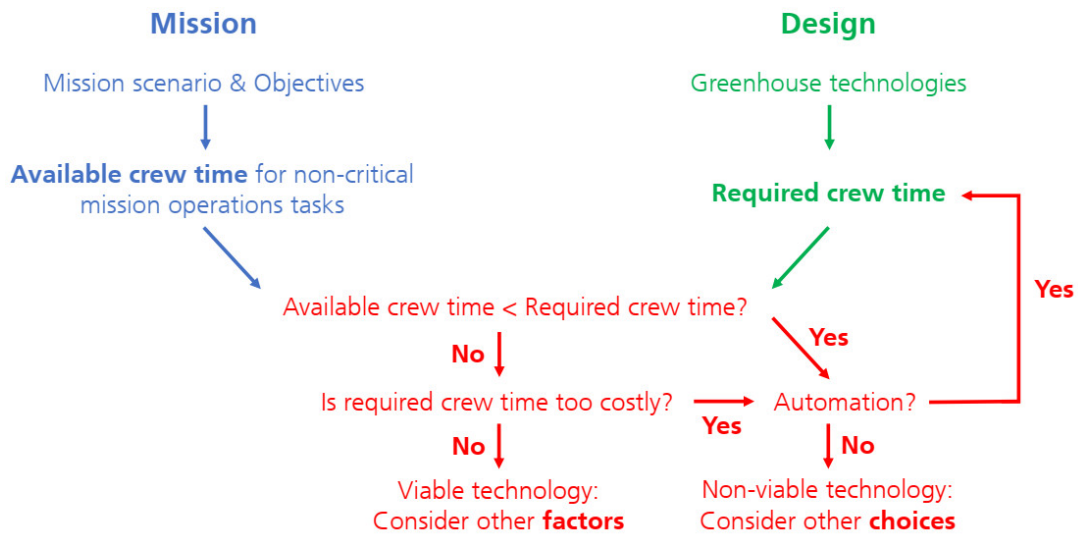 Mission
Design
Mission scenario & Objectives
Greenhouse technologies
Available crew time for non-critical
mission operations tasks
Required crew time
Available crew time < Required crew time?
Yes
No
Yes
Is required crew time too costly?
Yes
Automation?
No
No
Viable technology:
Consider other factors
Non-viable technology:
Consider other choices